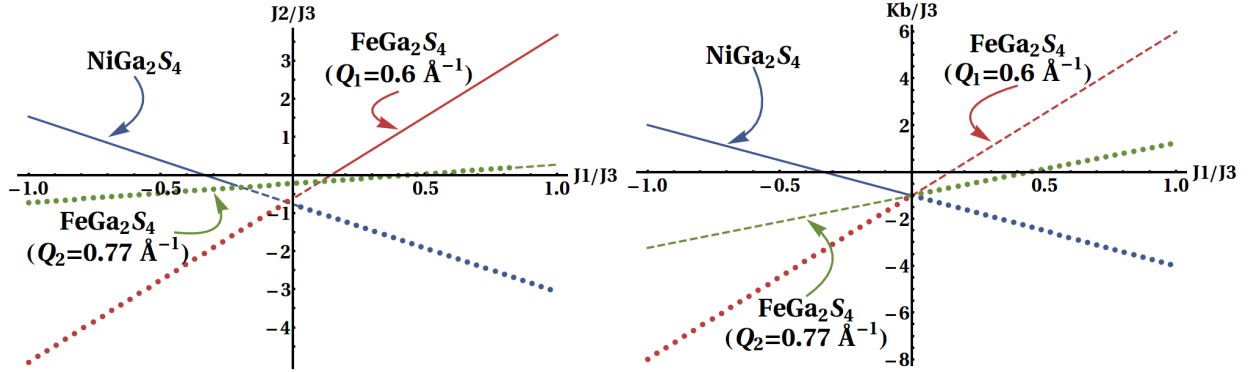 J2/J3
NiGa2S4
FeGa2S4
(Q1=0.6 Å−1)
3
2
1
−1.0
−0.5
0.5
1.0
J1/J3
FeGa2S4
(Q2=0.77 Å−1)
−1
−2
−3
−4
Kb/J3
NiGa2S4
FeGa2S4
(Q1=0.6 Å−1)
6
4
2
−1.0
−0.5
0.5
1.0
J1/J3
−2
−4
−6
−8
FeGa2S4
(Q2=0.77 Å−1)